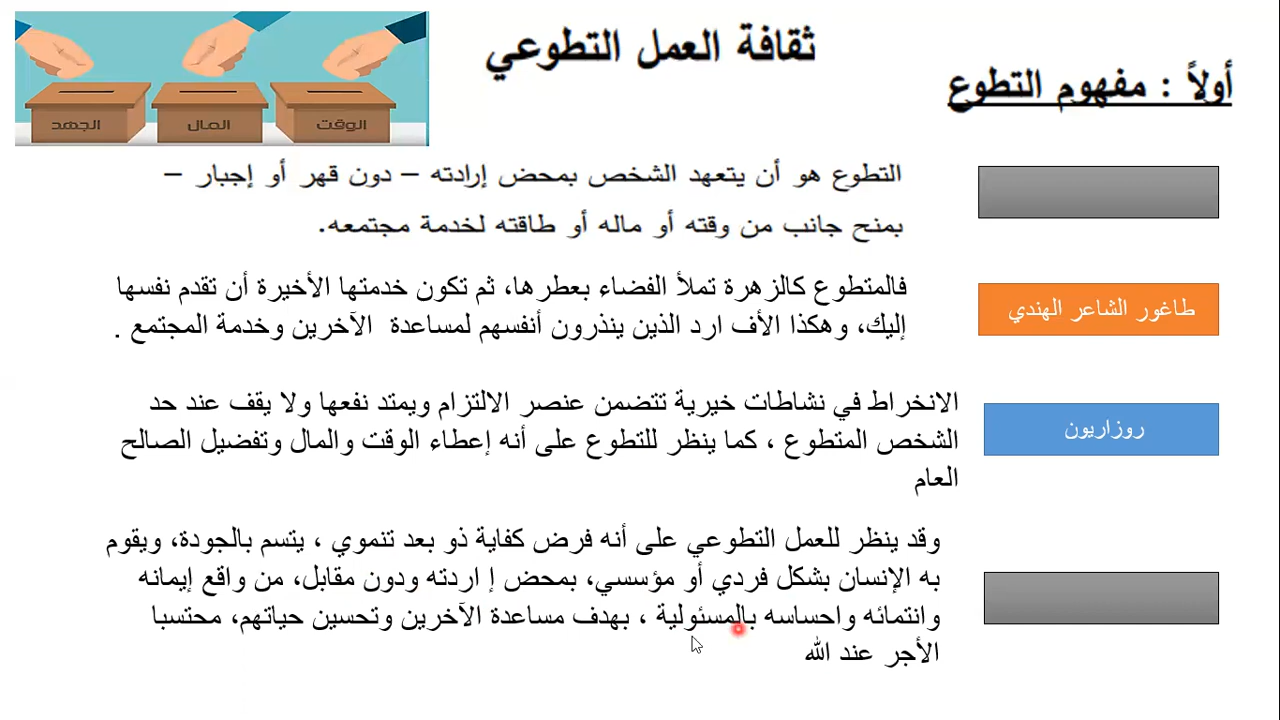 ثقافة العمل التطوعي
أولاً : مفهوم التطوع
الجهد
المال
الوقت
التطوع هو أن يتعهد الشخص بمحض إرادته – دون قهر أو إجبار –
بمنح جانب من وقته أو ماله أو طاقته لخدمة مجتمعه.
طاغور الشاعر الهندي
فالمتطوع كالزهرة تملأ الفضاء بعطرها، ثم تكون خدمتها الأخيرة أن تقدم نفسها
إليك، وهكذا الأف ارد الذين ينذرون أنفسهم لمساعدة الآخرين وخدمة المجتمع .
روزاريون
الانخراط في نشاطات خيرية تتضمن عنصر الالتزام ويمتد نفعها ولا يقف عند حد
الشخص المتطوع ، كما ينظر للتطوع على أنه إعطاء الوقت والمال وتفضيل الصالح
العام
وقد ينظر للعمل التطوعي على أنه فرض كفاية ذو بعد تنموي ، يتسم بالجودة، ويقوم
به الإنسان بشكل فردي أو مؤسسي، بمحض إ اردته ودون مقابل، من واقع إيمانه
وانتمائه واحساسه بالمسئولية ، بهدف مساعدة الآخرين وتحسين حياتهم، محتسبا
الأجر عند الله